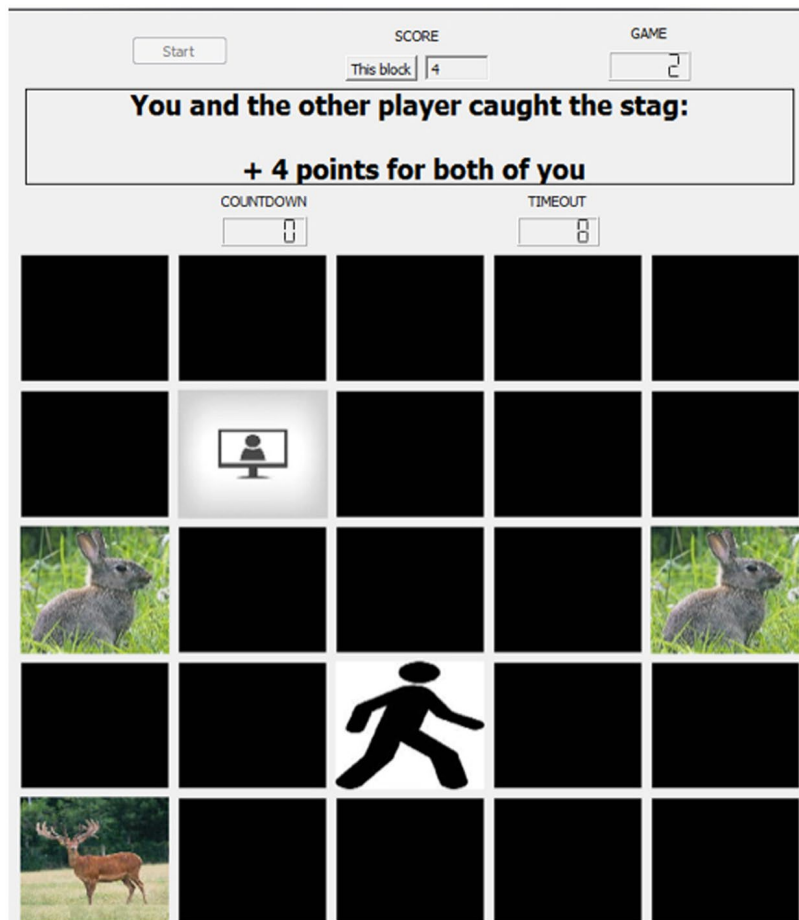 SCORE
GAME
Start
This block
4
2
You and the other player caught the stag:
+ 4 points for both of you
COUNTDOWN
TIMEOUT
0
8